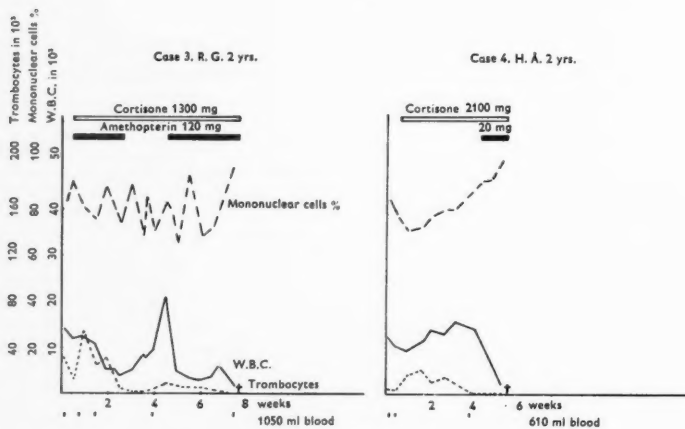 Trombocytes in 10³
Mononuclear cells %
W.B.C. in 10³
Case 3. R. G. 2 yrs.
Cortisone 1300 mg
Amethopterin 120 mg
200 100 50
160 80 40
120 60 30
80 40 20
40 20 10
Mononuclear cells %
W.B.C.
Trombocytes
2 4 6 8 weeks
1050 ml blood
Case 4. H. Å. 2 yrs.
Cortisone 2100 mg
20 mg
2 4 6 weeks
610 ml blood